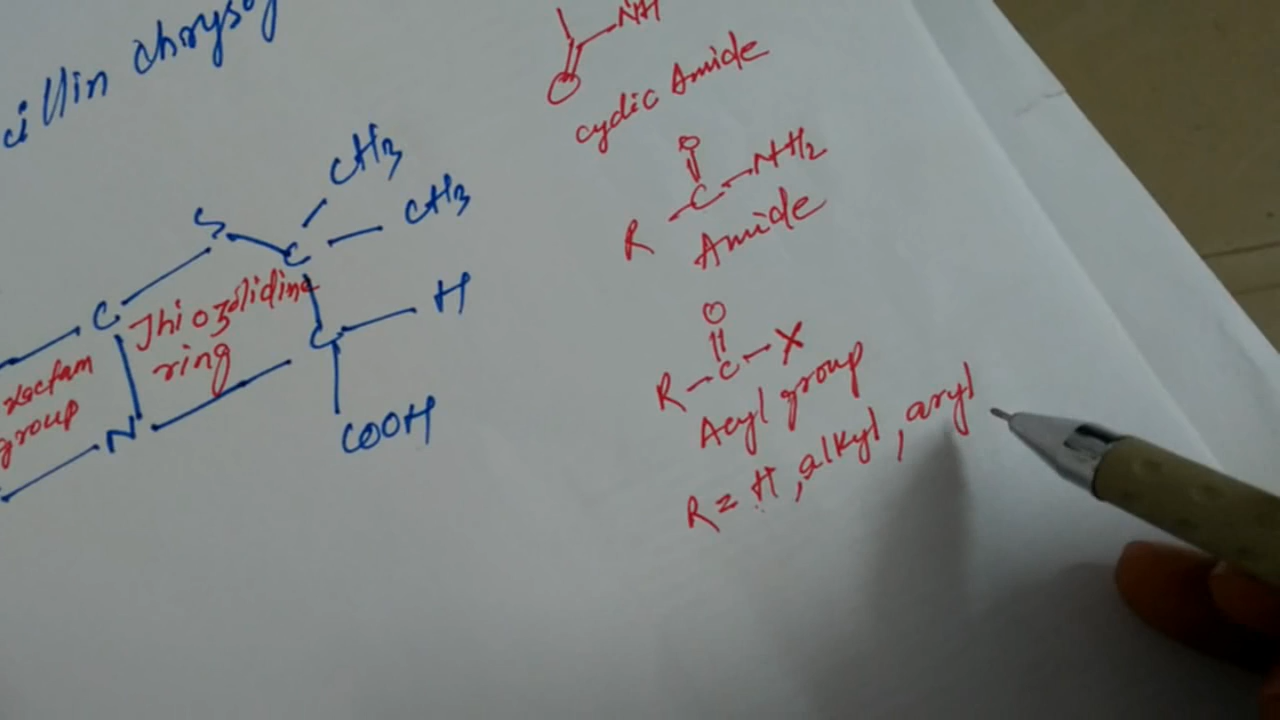 cillin chrysog
NH
O
cyclic Amide
O
R C NH2
Amide
CH3
CH3
S
C
C
Thiozolidine
ring
C H
COOH
N
Lactam
group
O
R-C-X
Acyl group
R = H, alkyl, aryl